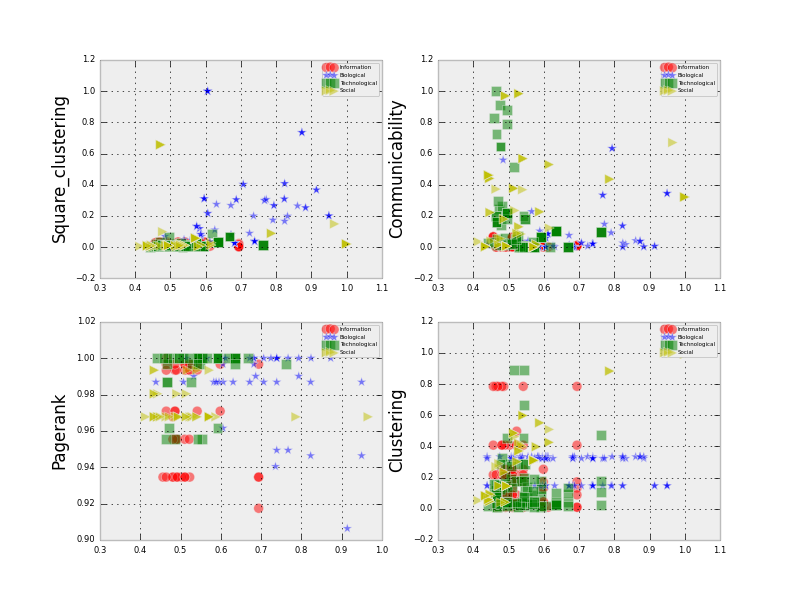 Square_clustering
1.2
1.0
0.8
0.6
0.4
0.2
0.0
−0.2
0.3 0.4 0.5 0.6 0.7 0.8 0.9 1.0 1.1
Information
Biological
Technological
Social
Communicability
1.2
1.0
0.8
0.6
0.4
0.2
0.0
−0.2
0.3 0.4 0.5 0.6 0.7 0.8 0.9 1.0 1.1
Information
Biological
Technological
Social
Pagerank
1.02
1.00
0.98
0.96
0.94
0.92
0.90
0.3 0.4 0.5 0.6 0.7 0.8 0.9 1.0
Information
Biological
Technological
Social
Clustering
1.2
1.0
0.8
0.6
0.4
0.2
0.0
−0.2
0.3 0.4 0.5 0.6 0.7 0.8 0.9 1.0 1.1
Information
Biological
Technological
Social